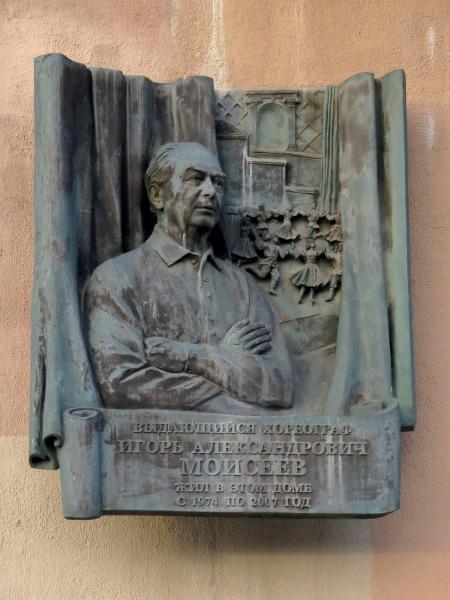 ВЫДАЮЩИЙСЯ ХОРЕОГРАФ
ИГОРЬ АЛЕКСАНДРОВИЧ
МОИСЕЕВ
ЖИЛ В ЭТОМ ДОМЕ
С 1974 ПО 2007 ГОД